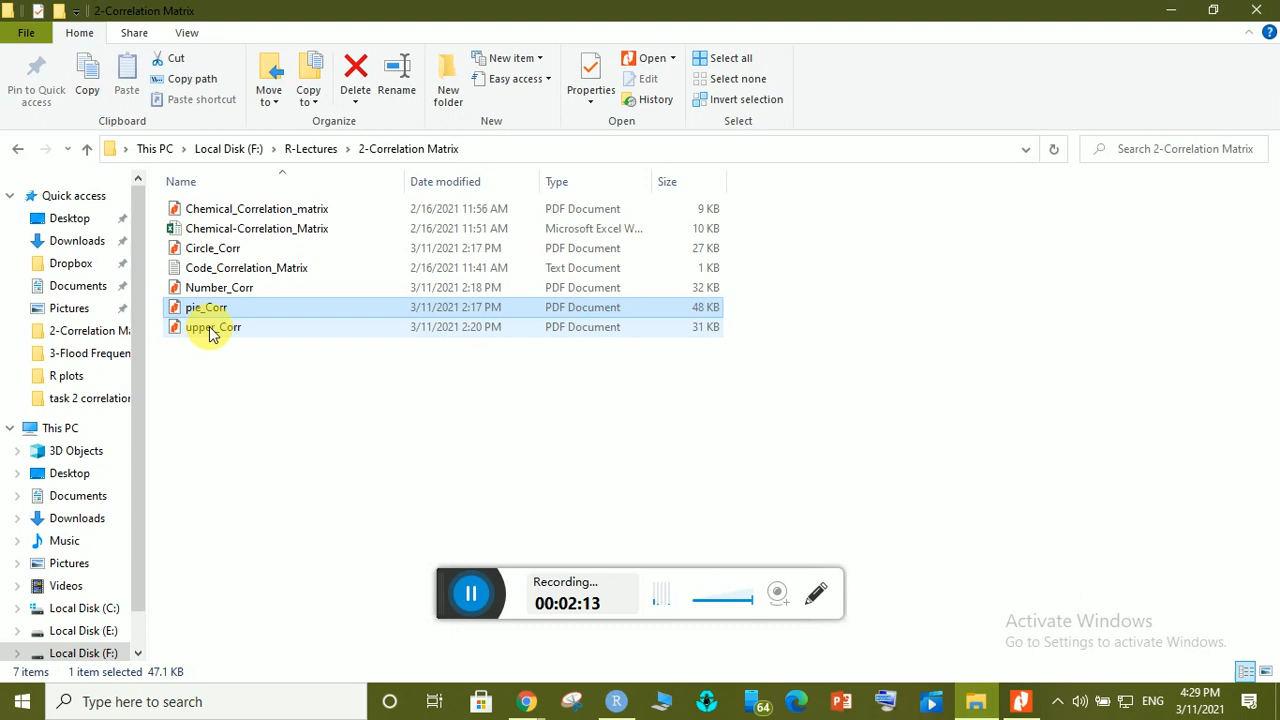 2-Correlation Matrix
File Home Share View
Pin to Quick access
Copy
Paste
Cut
Copy path
Paste shortcut
Clipboard
Move to
Copy to
Delete
Rename
Organize
New folder
New item
Easy access
New
Properties
Open
Edit
History
Open
Select all
Select none
Invert selection
Select
This PC > Local Disk (F:) > R-Lectures > 2-Correlation Matrix
Search 2-Correlation Matrix
Quick access
Desktop
Downloads
Dropbox
Documents
Pictures
2-Correlation Ma
3-Flood Frequen
R plots
task 2 correlation
This PC
3D Objects
Desktop
Documents
Downloads
Music
Pictures
Videos
Local Disk (C:)
Local Disk (E:)
Local Disk (F:)
Name Date modified Type Size
Chemical_Correlation_matrix 2/16/2021 11:56 AM PDF Document 9 KB
Chemical-Correlation_Matrix 2/16/2021 11:51 AM Microsoft Excel W... 10 KB
Circle_Corr 3/11/2021 2:17 PM PDF Document 27 KB
Code_Correlation_Matrix 2/16/2021 11:41 AM Text Document 1 KB
Number_Corr 3/11/2021 2:18 PM PDF Document 32 KB
pie_Corr 3/11/2021 2:17 PM PDF Document 48 KB
upper_Corr 3/11/2021 2:20 PM PDF Document 31 KB
Recording...
00:02:13
Activate Windows
Go to Settings to activate Windows.
7 items 1 item selected 47.1 KB
Type here to search
R
64
ENG
4:29 PM
3/11/2021